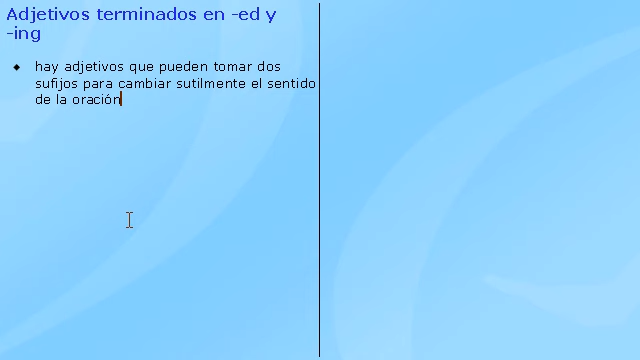 Adjetivos terminados en -ed y
-ing
hay adjetivos que pueden tomar dos
sufijos para cambiar sutilmente el sentido
de la oración